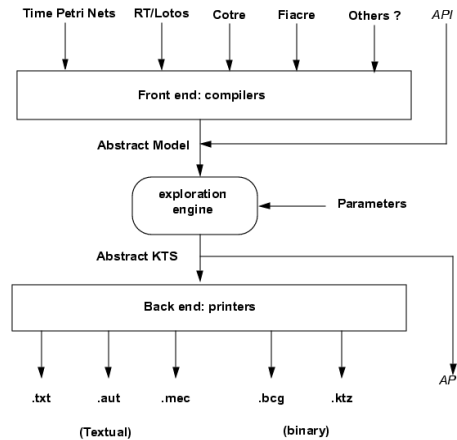 Time Petri Nets RT/Lotos Cotre Fiacre Others ? API
Front end: compilers
Abstract Model
exploration
engine
Parameters
Abstract KTS
Back end: printers
.txt .aut .mec .bcg .ktz
AP
(Textual) (binary)